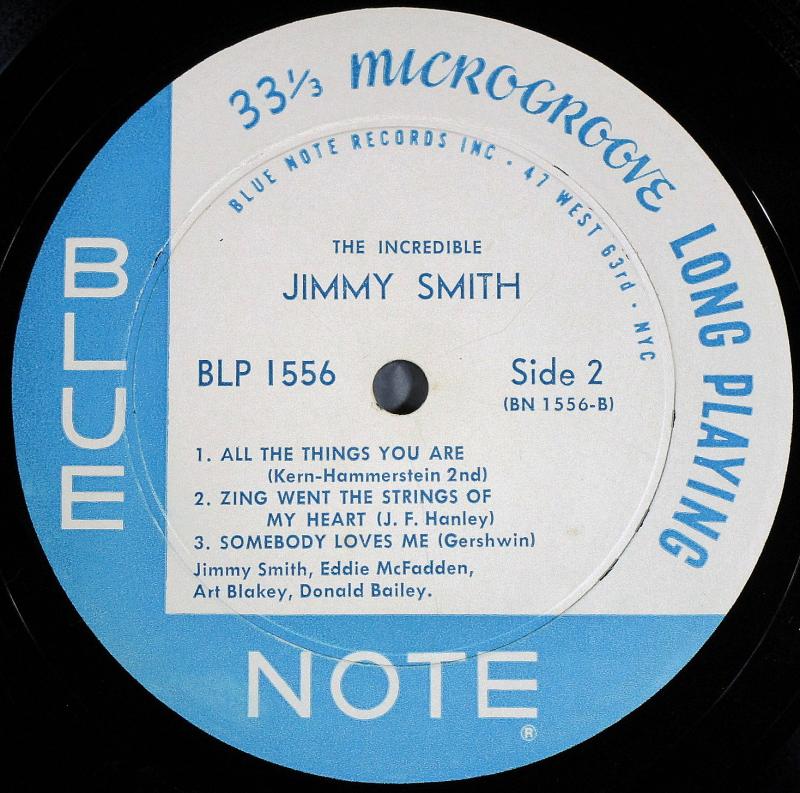 33⅓ MICROGROOVE LONG PLAYING
BLUE NOTE RECORDS INC · 47 WEST 63rd · NYC
THE INCREDIBLE
JIMMY SMITH
BLP 1556
Side 2
(BN 1556-B)
1. ALL THE THINGS YOU ARE
(Kern-Hammerstein 2nd)
2. ZING WENT THE STRINGS OF
MY HEART (J. F. Hanley)
3. SOMEBODY LOVES ME (Gershwin)
Jimmy Smith, Eddie McFadden,
Art Blakey, Donald Bailey.
BLUE
NOTE
®